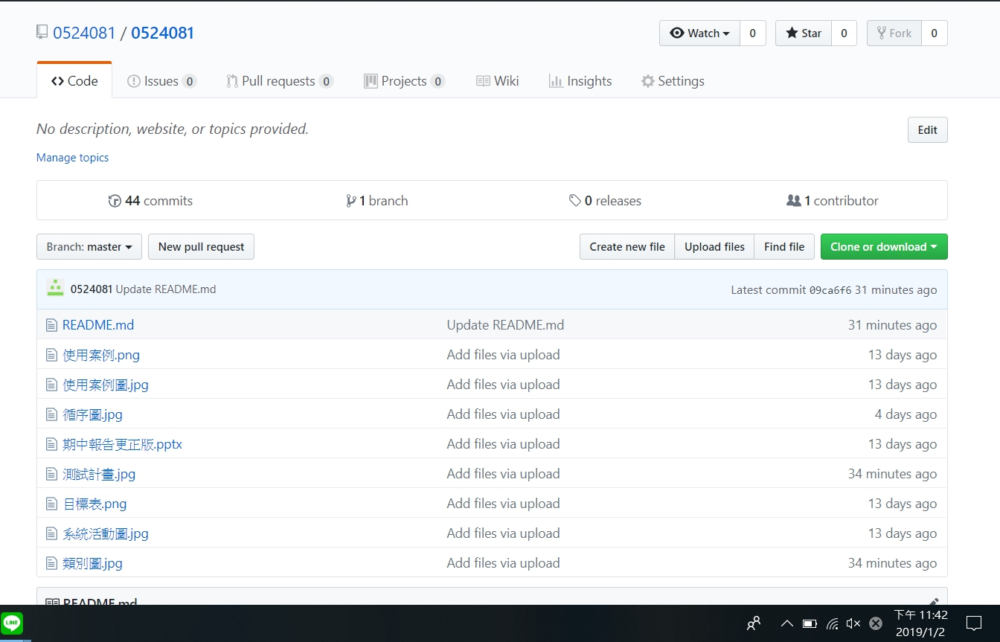 0524081 / 0524081
Watch 0 Star 0 Fork 0
Code Issues 0 Pull requests 0 Projects 0 Wiki Insights Settings
No description, website, or topics provided. Edit
Manage topics
44 commits 1 branch 0 releases 1 contributor
Branch: master New pull request Create new file Upload files Find file Clone or download
0524081 Update README.md Latest commit 09ca6f6 31 minutes ago
README.md Update README.md 31 minutes ago
使用案例.png Add files via upload 13 days ago
使用案例圖.jpg Add files via upload 13 days ago
循序圖.jpg Add files via upload 4 days ago
期中報告更正版.pptx Add files via upload 13 days ago
測試計畫.jpg Add files via upload 34 minutes ago
目標表.png Add files via upload 13 days ago
系統活動圖.jpg Add files via upload 13 days ago
類別圖.jpg Add files via upload 34 minutes ago
README.md
LINE 下午 11:42
2019/1/2